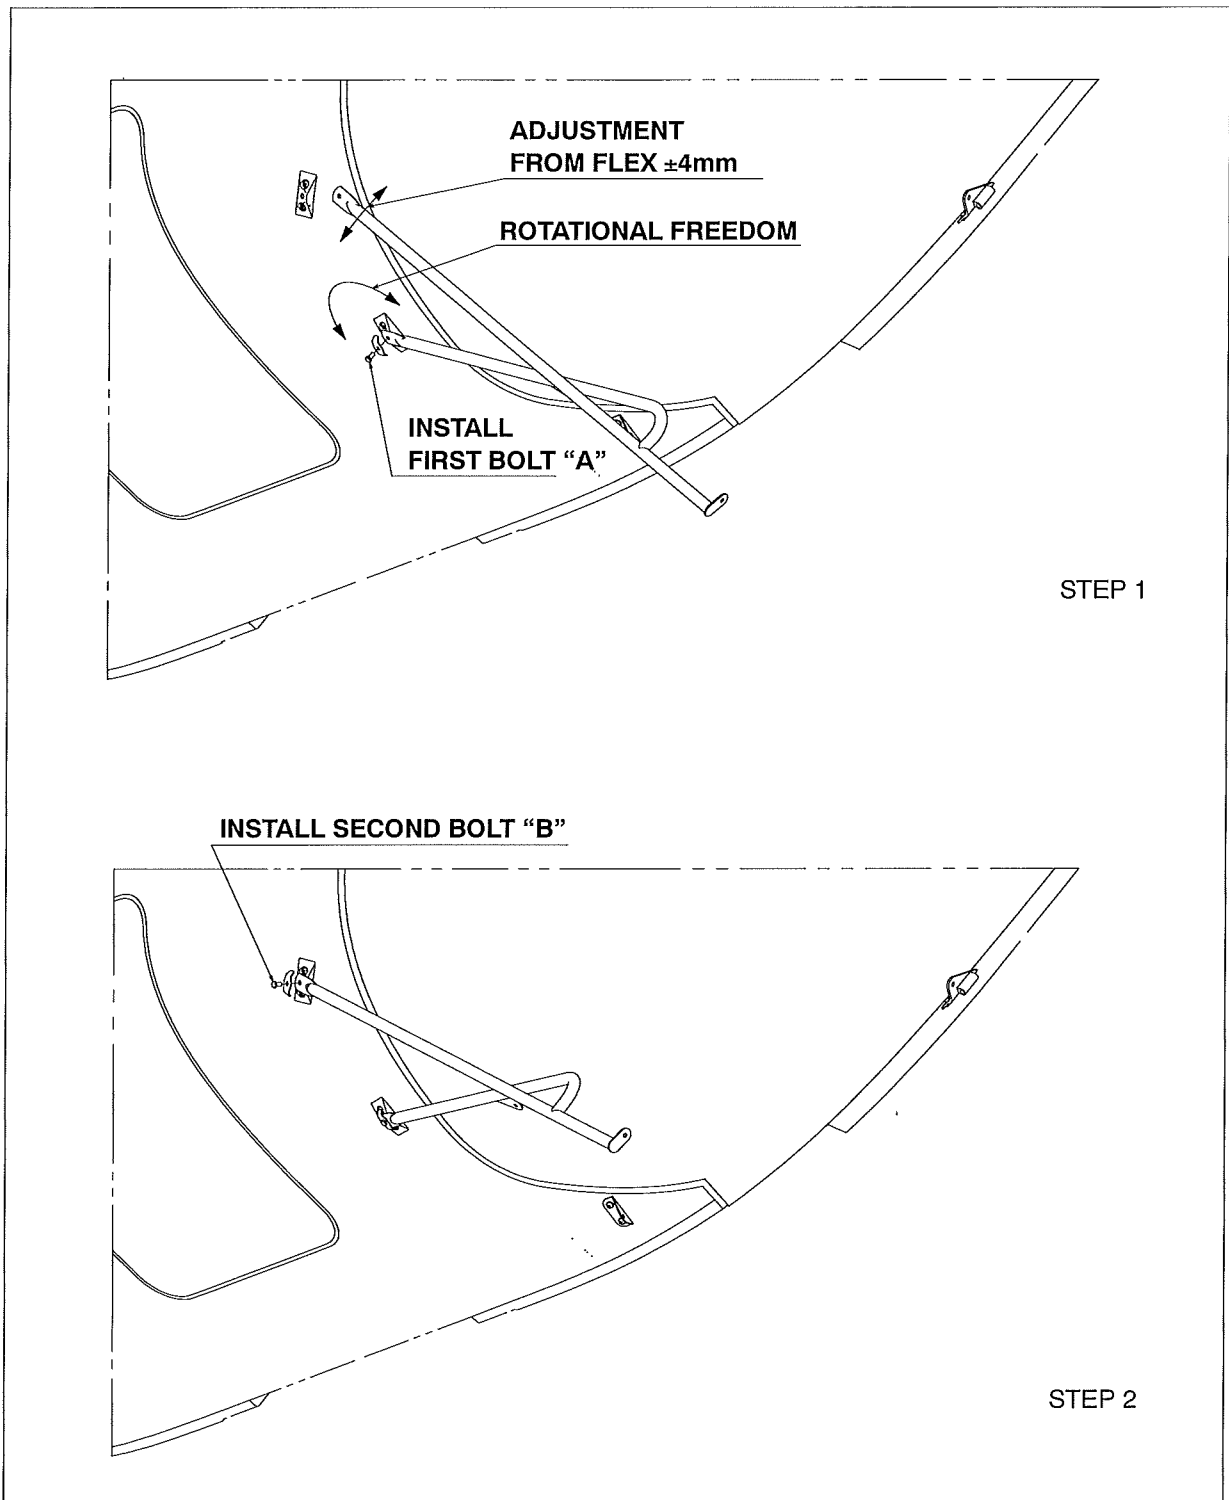 ADJUSTMENT
FROM FLEX ±4mm
ROTATIONAL FREEDOM
INSTALL
FIRST BOLT “A”
STEP 1
INSTALL SECOND BOLT “B”
STEP 2